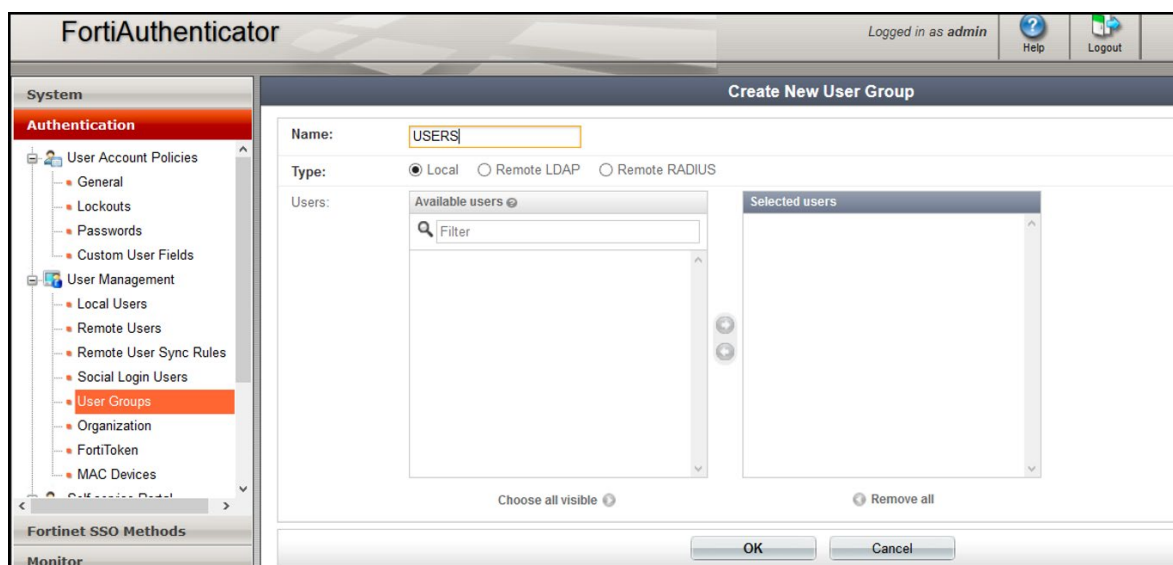 FortiAuthenticator
Logged in as admin
Help
Logout
System
Authentication
User Account Policies
General
Lockouts
Passwords
Custom User Fields
User Management
Local Users
Remote Users
Remote User Sync Rules
Social Login Users
User Groups
Organization
FortiToken
MAC Devices
Self-service Portal
Fortinet SSO Methods
Monitor
Create New User Group
Name: USERS
Type: Local Remote LDAP Remote RADIUS
Users: Available users Selected users
Filter
Choose all visible Remove all
OK Cancel